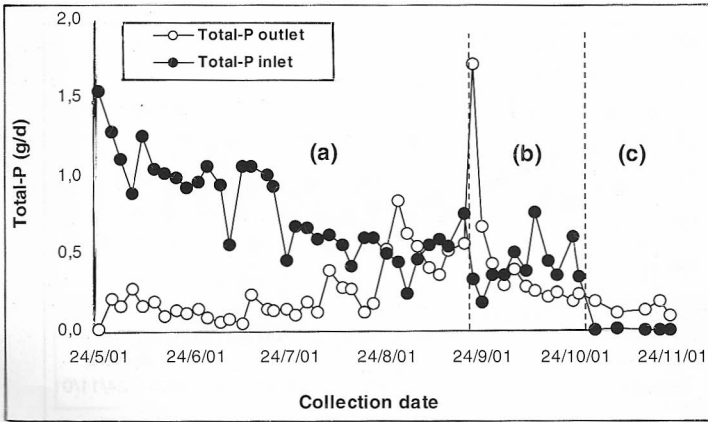 2,0
1,5
1,0
0,5
0,0
Total-P (g/d)
Total-P outlet
Total-P inlet
(a)
(b)
(c)
24/5/01 24/6/01 24/7/01 24/8/01 24/9/01 24/10/01 24/11/01
Collection date